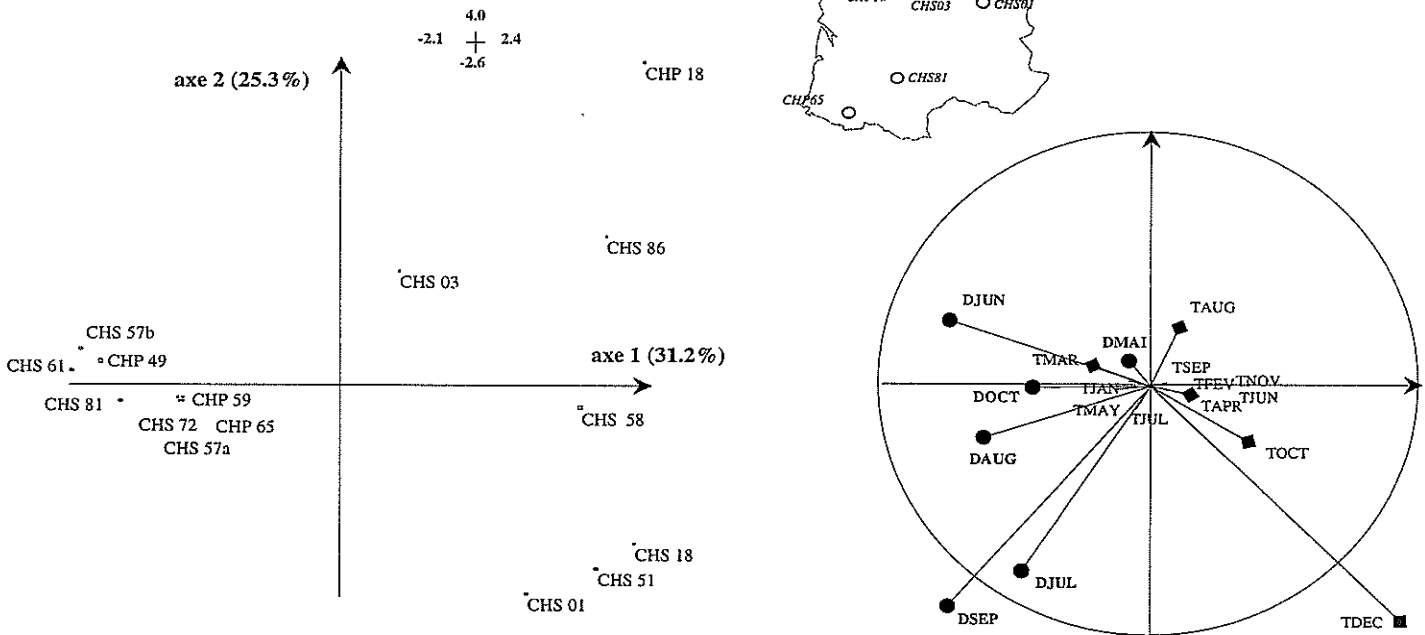 4.0
-2.1 2.4
-2.6
axe 2 (25.3%)
CHP 18
CHS 86
CHS 03
axe 1 (31.2%)
CHS 57b
CHP 49
CHS 61
CHS 81
CHP 59
CHS 72 CHP 65
CHS 57a
CHS 58
CHS 18
CHS 51
CHS 01
CHS03
CHS01
CHS81
CHP65
DJUN
TAUG
DMAI
TMAR
TSEP
TJAN
TFEV
TNOV
DOCT
TJUN
TMAY
TJUL
TAPR
DAUG
TOCT
DJUL
DSEP
TDEC